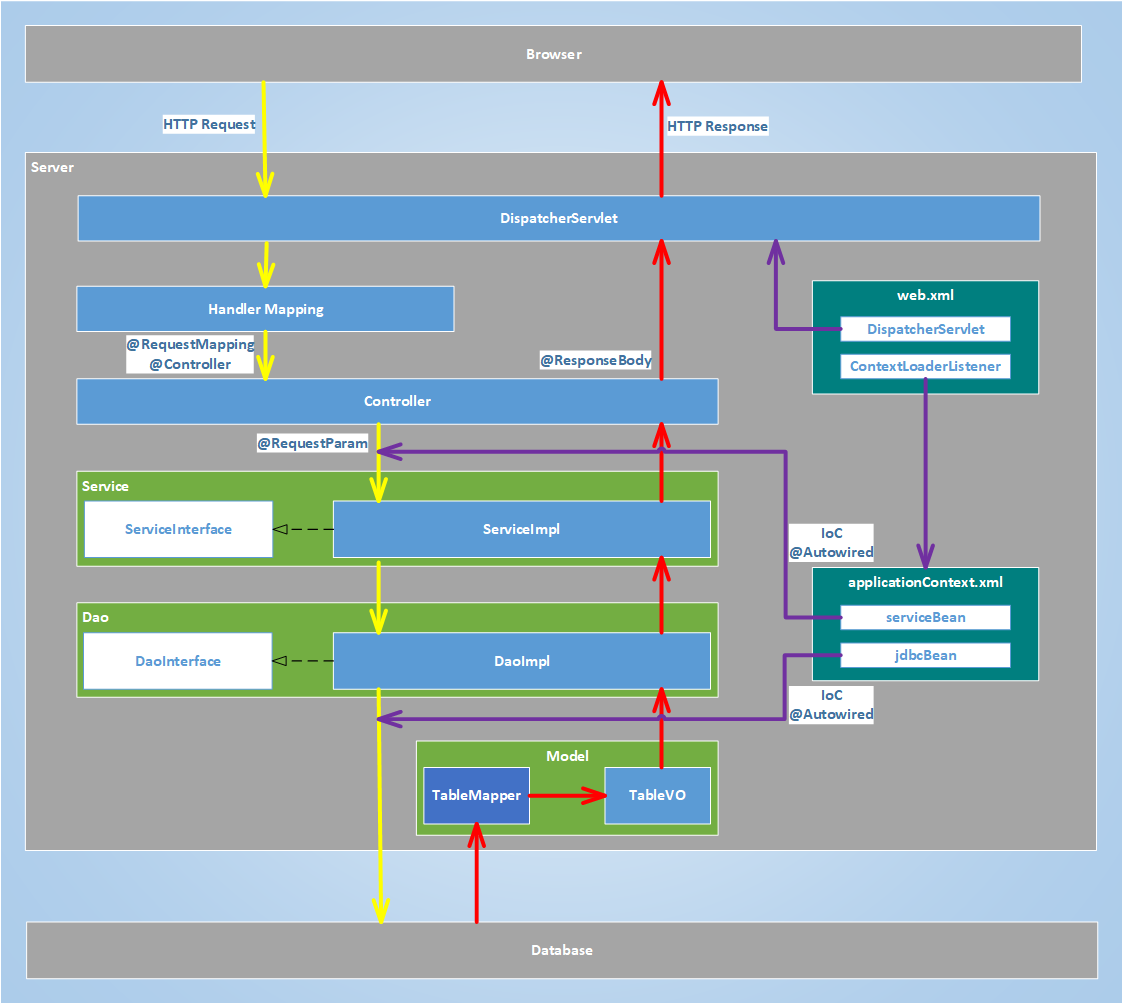 Browser
HTTP Request
HTTP Response
Server
DispatcherServlet
Handler Mapping
web.xml
DispatcherServlet
ContextLoaderListener
@RequestMapping
@Controller
@ResponseBody
Controller
@RequestParam
Service
ServiceInterface
ServiceImpl
IoC
@Autowired
applicationContext.xml
serviceBean
jdbcBean
Dao
DaoInterface
DaoImpl
IoC
@Autowired
Model
TableMapper
TableVO
Database